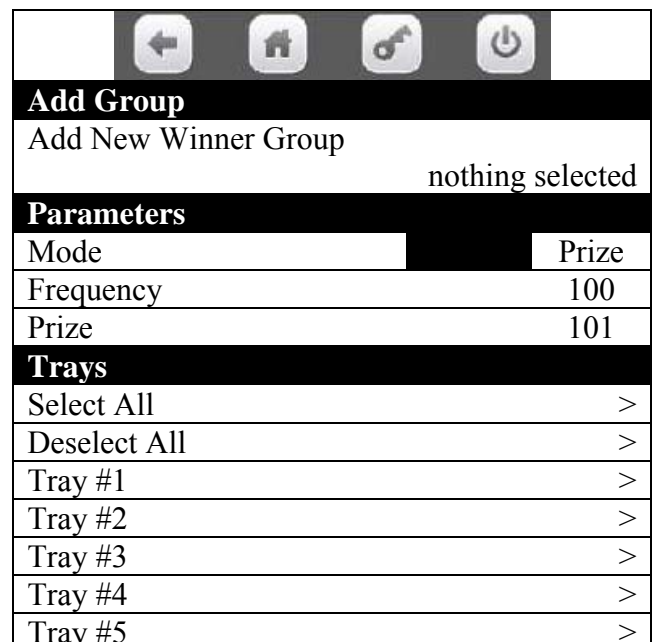 Add Group
Add New Winner Group
nothing selected
Parameters
Mode Prize
Frequency 100
Prize 101
Trays
Select All >
Deselect All >
Tray #1 >
Tray #2 >
Tray #3 >
Tray #4 >
Tray #5 >